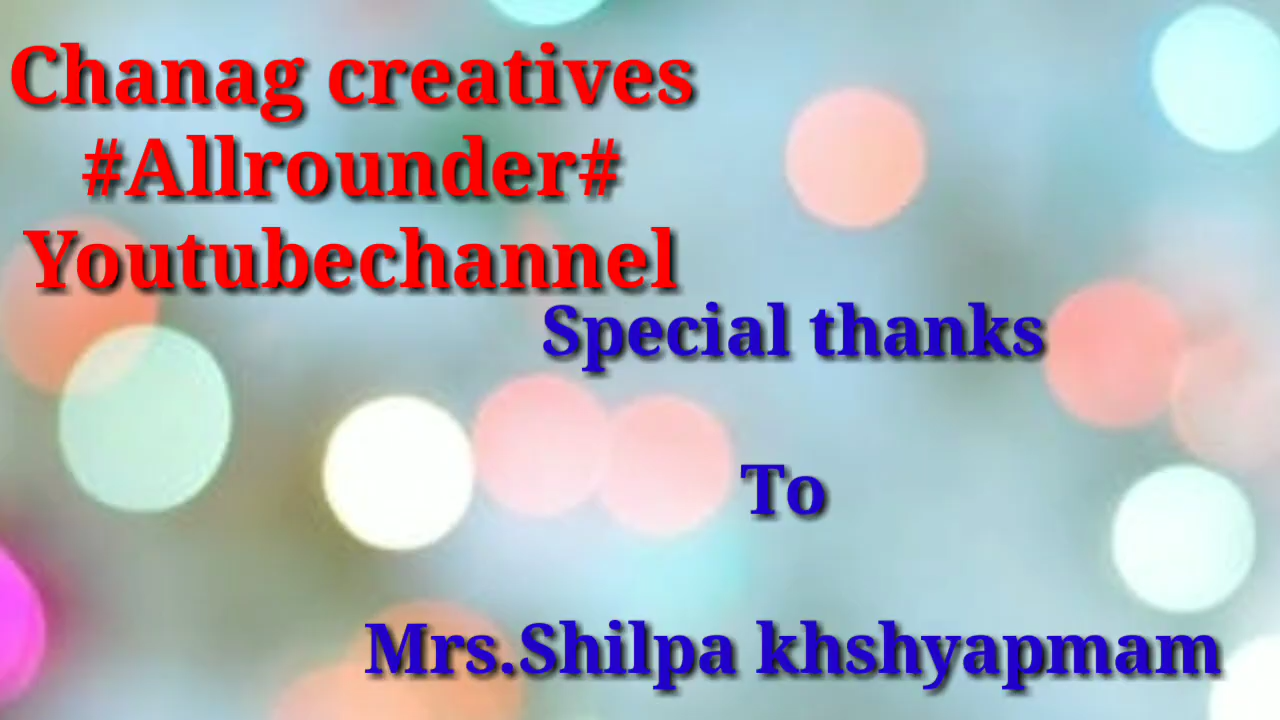 Chanag creatives
#Allrounder#
Youtubechannel
Special thanks
To
Mrs.Shilpa khshyapmam